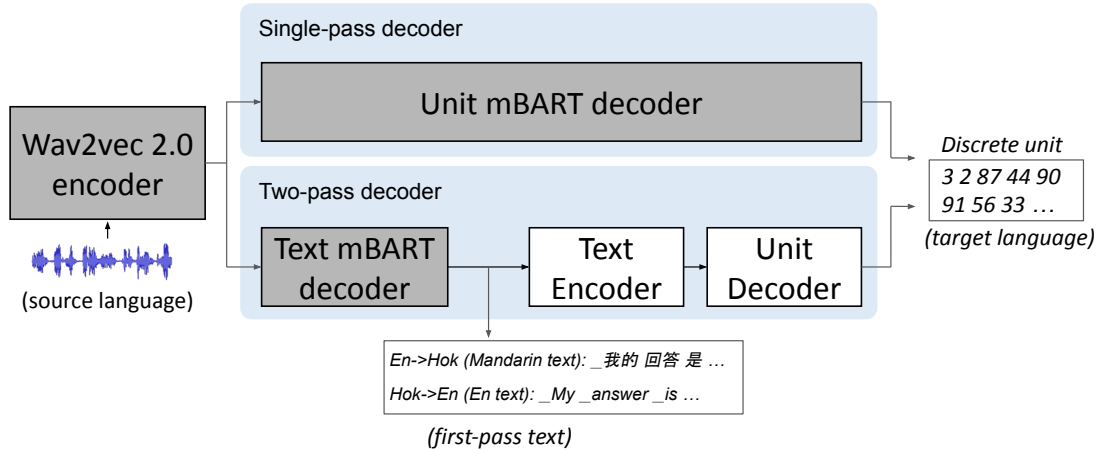 Single-pass decoder
Unit mBART decoder
Wav2vec 2.0
encoder
(source language)
Two-pass decoder
Text mBART
decoder
Text
Encoder
Unit
Decoder
Discrete unit
3 2 87 44 90
91 56 33 …
(target language)
En->Hok (Mandarin text): _我的 回答 是 …
Hok->En (En text): _My _answer _is …
(first-pass text)